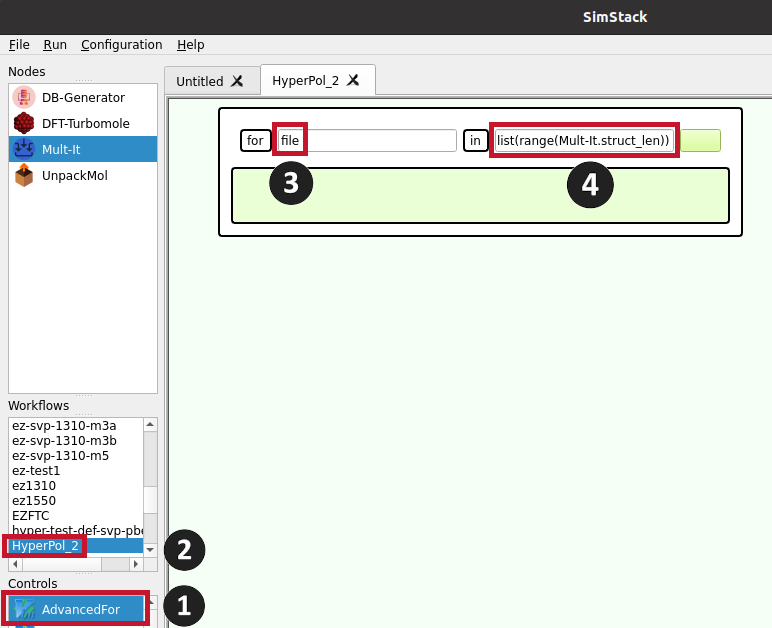 SimStack
File Run Configuration Help
Nodes
DB-Generator
DFT-Turbomole
Mult-It
UnpackMol
Untitled
HyperPol_2
for file in list(range(Mult-It.struct_len))
3
4
Workflows
ez-svp-1310-m3a
ez-svp-1310-m3b
ez-svp-1310-m5
ez-test1
ez1310
ez1550
EZFTC
hyper-test-def-svp-pbe
HyperPol_2
2
Controls
AdvancedFor
1